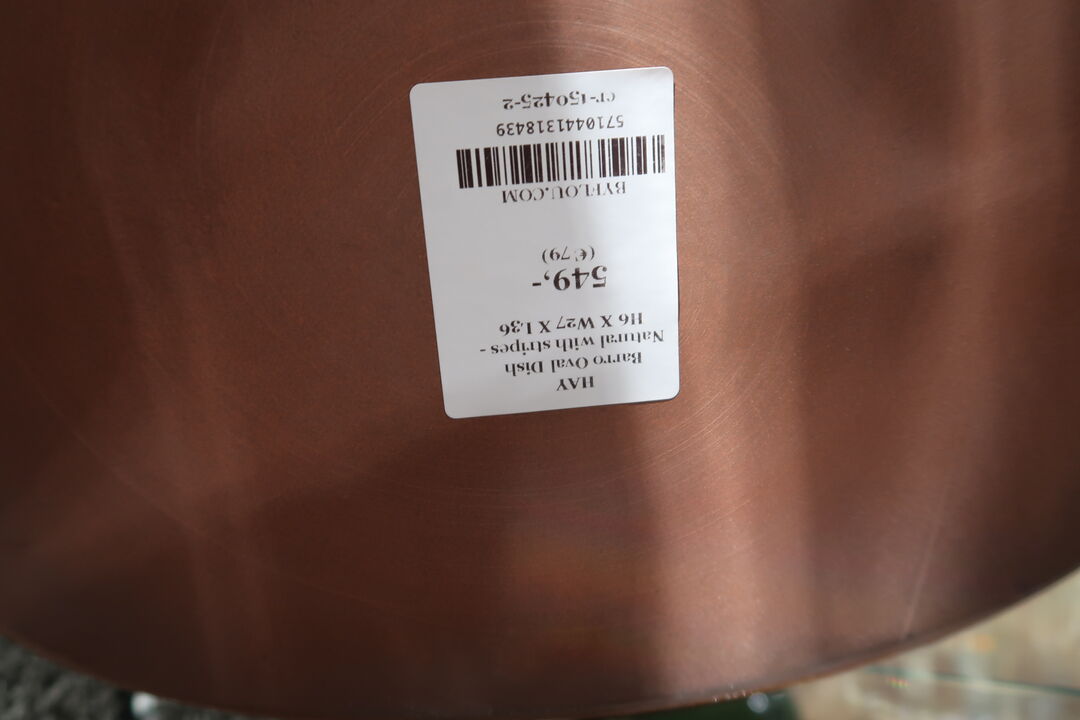 HAY
Barro Oval Dish
Natural with stripes -
H6 X W27 X L36
549,-
(€ 79)
BYFLOU.COM
5710441318439
cr-150425-2